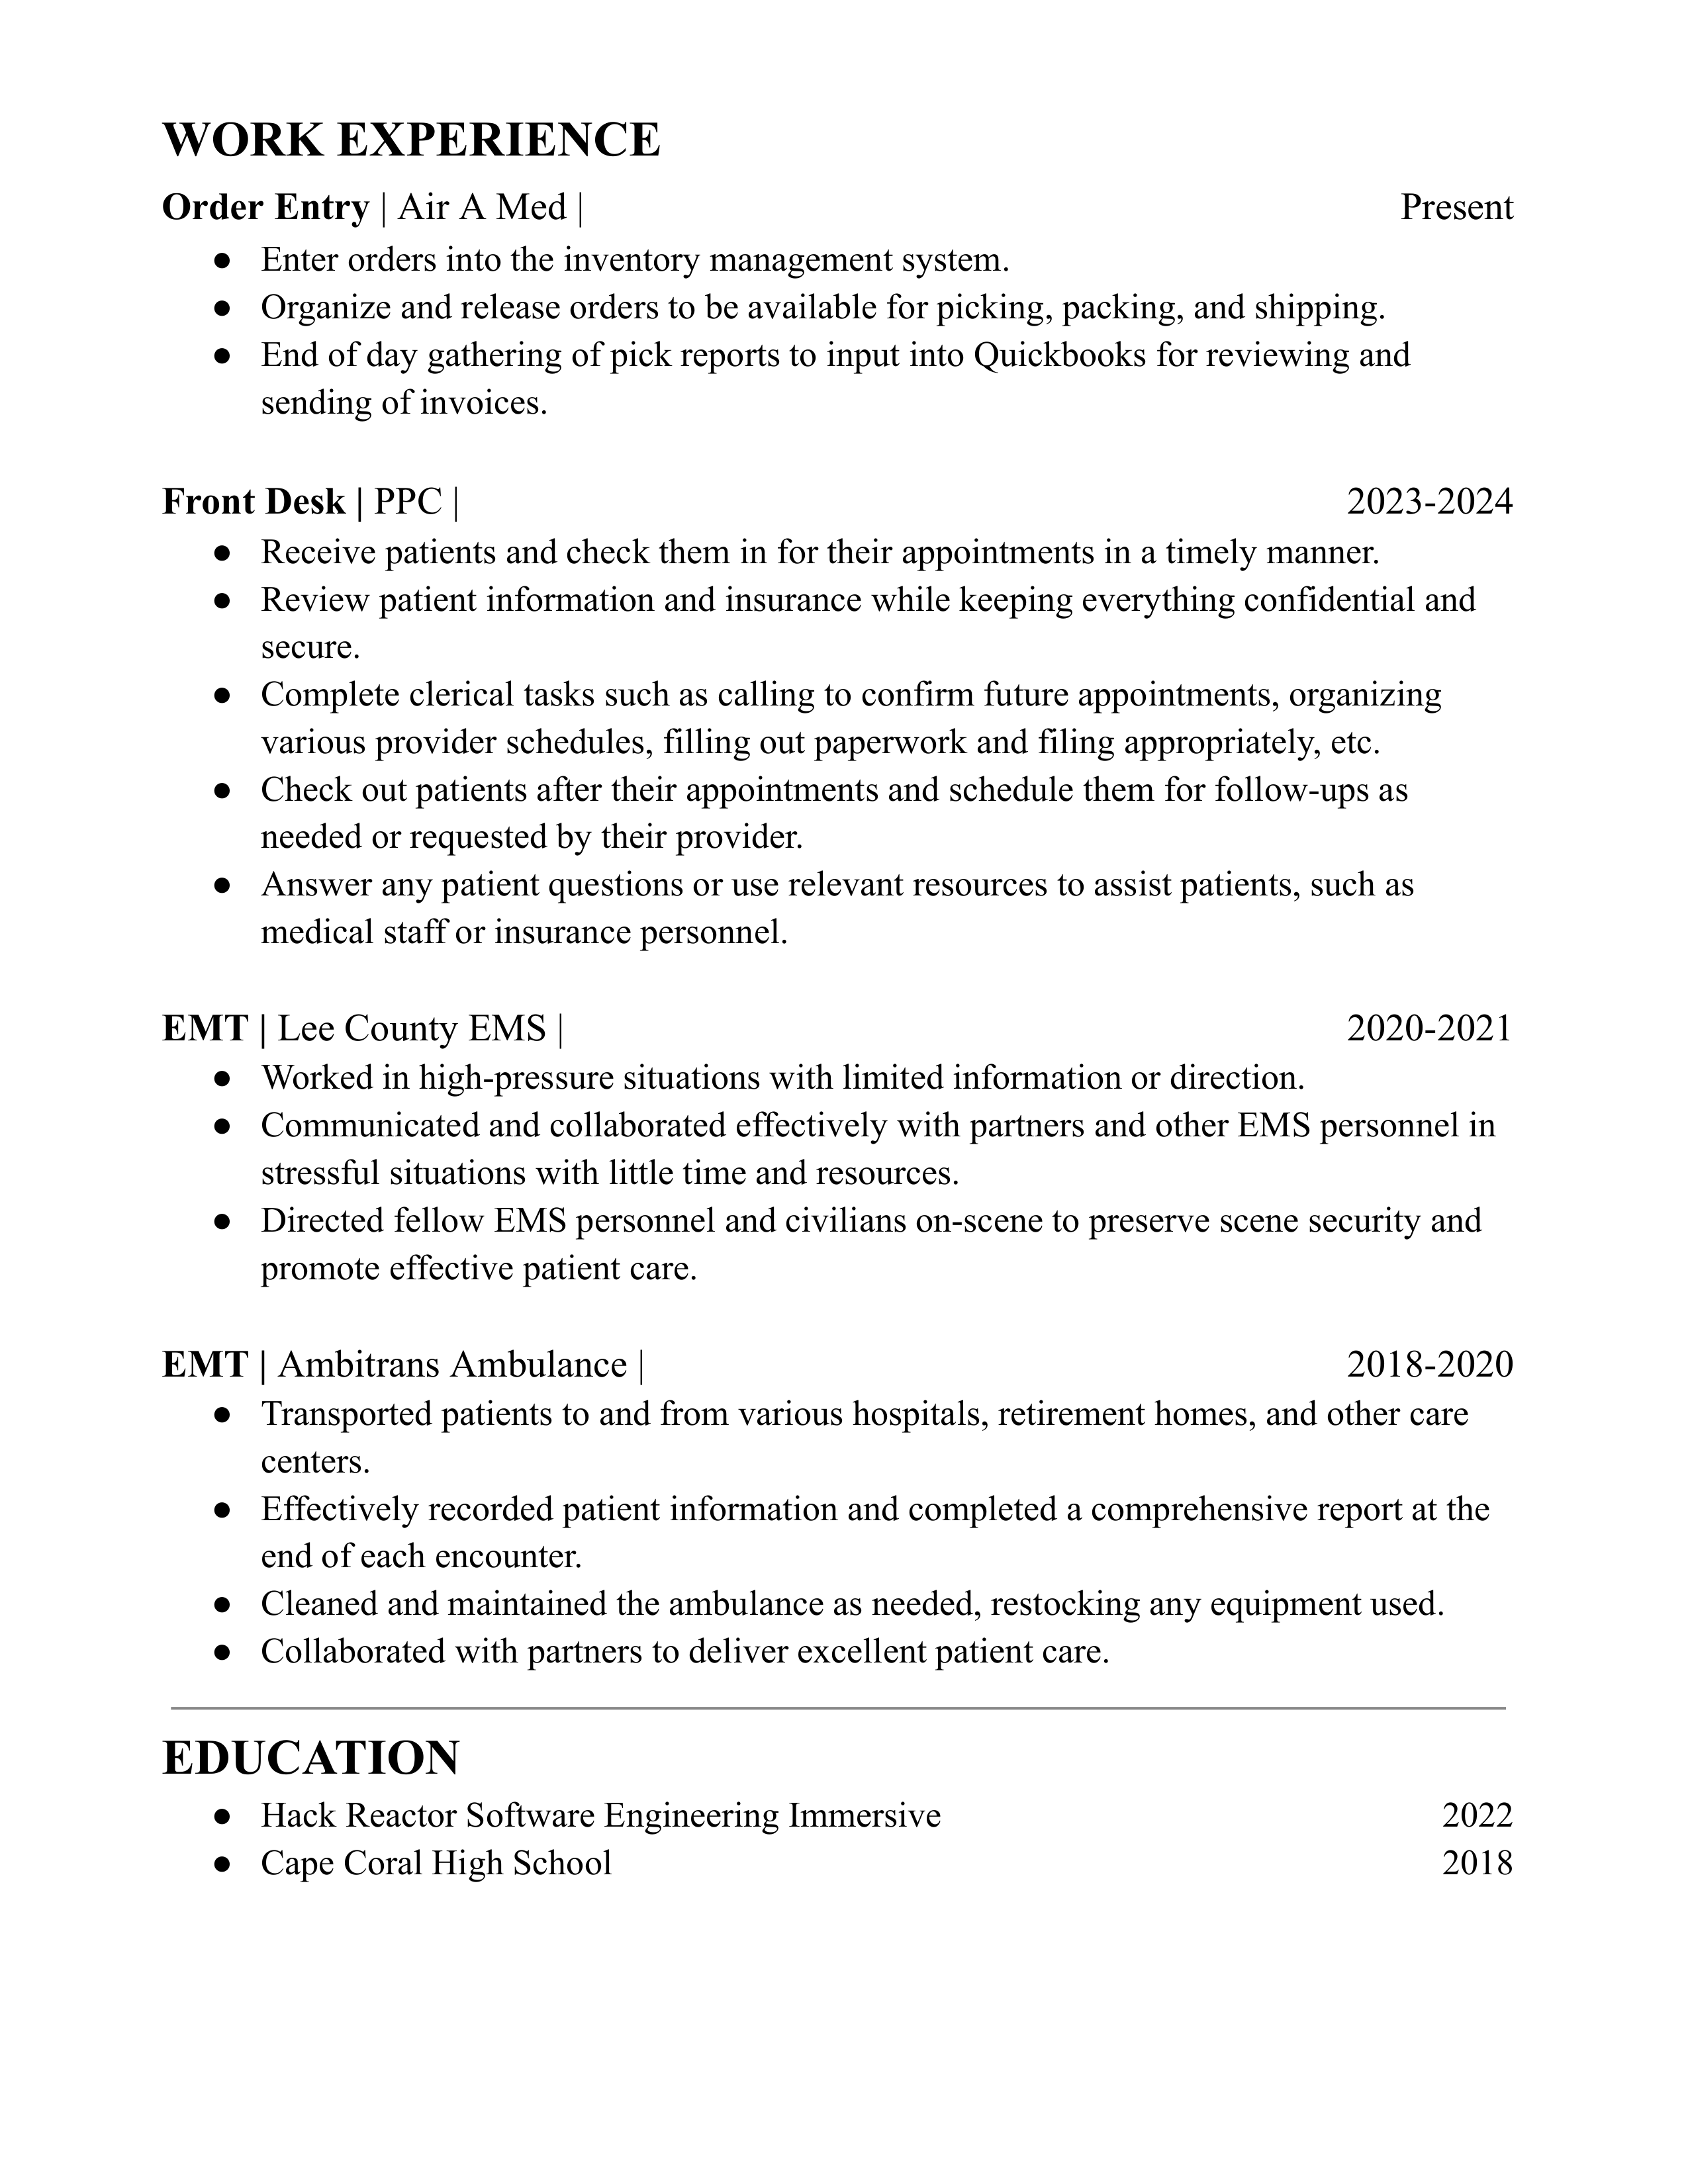 WORK EXPERIENCE
Order Entry | Air A Med | Present
● Enter orders into the inventory management system.
● Organize and release orders to be available for picking, packing, and shipping.
● End of day gathering of pick reports to input into Quickbooks for reviewing and
sending of invoices.
Front Desk | PPC | 2023-2024
● Receive patients and check them in for their appointments in a timely manner.
● Review patient information and insurance while keeping everything confidential and
secure.
● Complete clerical tasks such as calling to confirm future appointments, organizing
various provider schedules, filling out paperwork and filing appropriately, etc.
● Check out patients after their appointments and schedule them for follow-ups as
needed or requested by their provider.
● Answer any patient questions or use relevant resources to assist patients, such as
medical staff or insurance personnel.
EMT | Lee County EMS | 2020-2021
● Worked in high-pressure situations with limited information or direction.
● Communicated and collaborated effectively with partners and other EMS personnel in
stressful situations with little time and resources.
● Directed fellow EMS personnel and civilians on-scene to preserve scene security and
promote effective patient care.
EMT | Ambitrans Ambulance | 2018-2020
● Transported patients to and from various hospitals, retirement homes, and other care
centers.
● Effectively recorded patient information and completed a comprehensive report at the
end of each encounter.
● Cleaned and maintained the ambulance as needed, restocking any equipment used.
● Collaborated with partners to deliver excellent patient care.
EDUCATION
● Hack Reactor Software Engineering Immersive 2022
● Cape Coral High School 2018